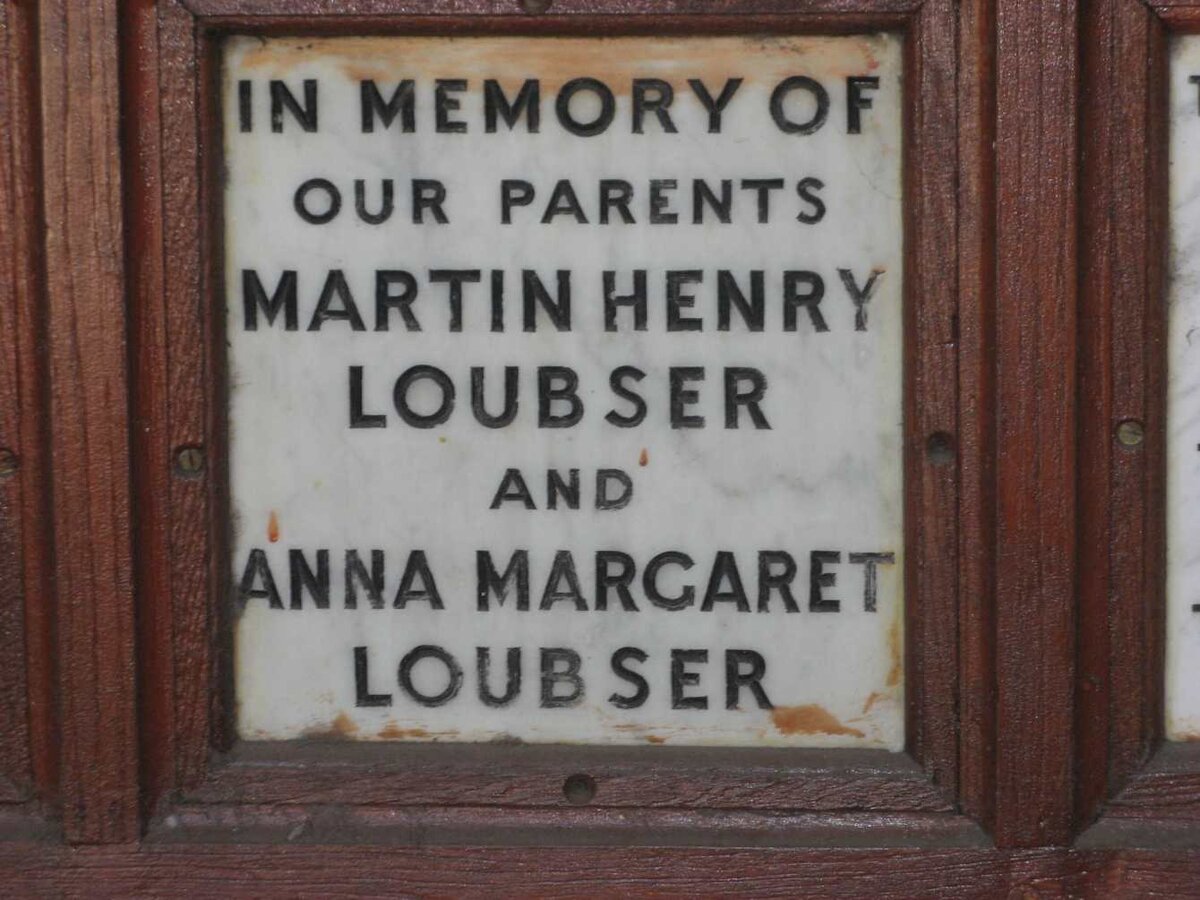 IN MEMORY OF
OUR PARENTS
MARTIN HENRY
LOUBSER
AND
ANNA MARGARET
LOUBSER